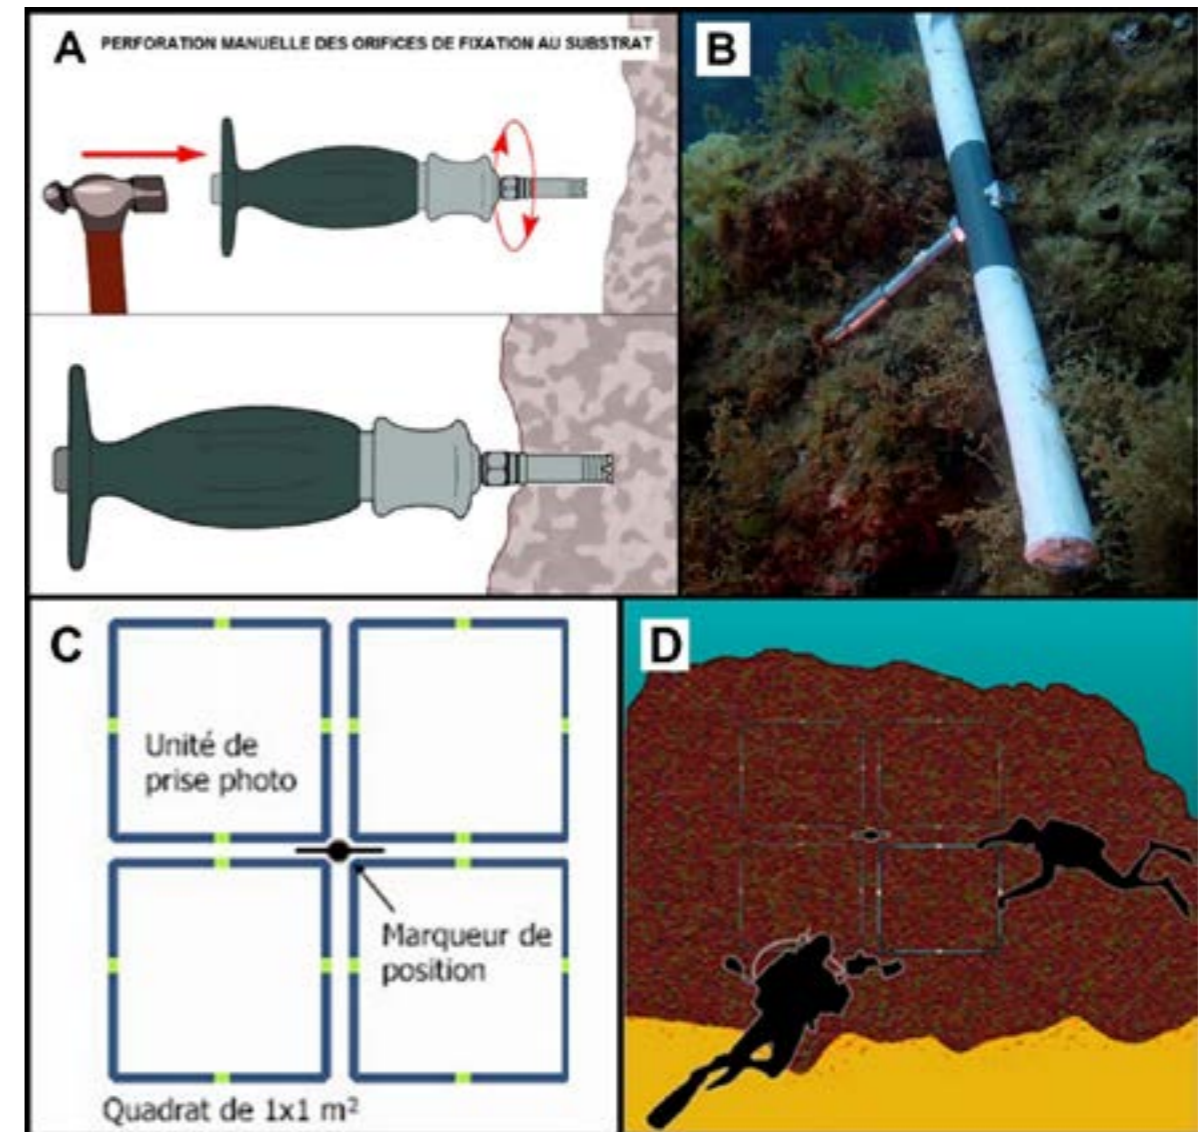 A
PERFORATION MANUELLE DES ORIFICES DE FIXATION AU SUBSTRAT
B
C
Unité de
prise photo
Marqueur de
position
Quadrat de 1x1 m²
D